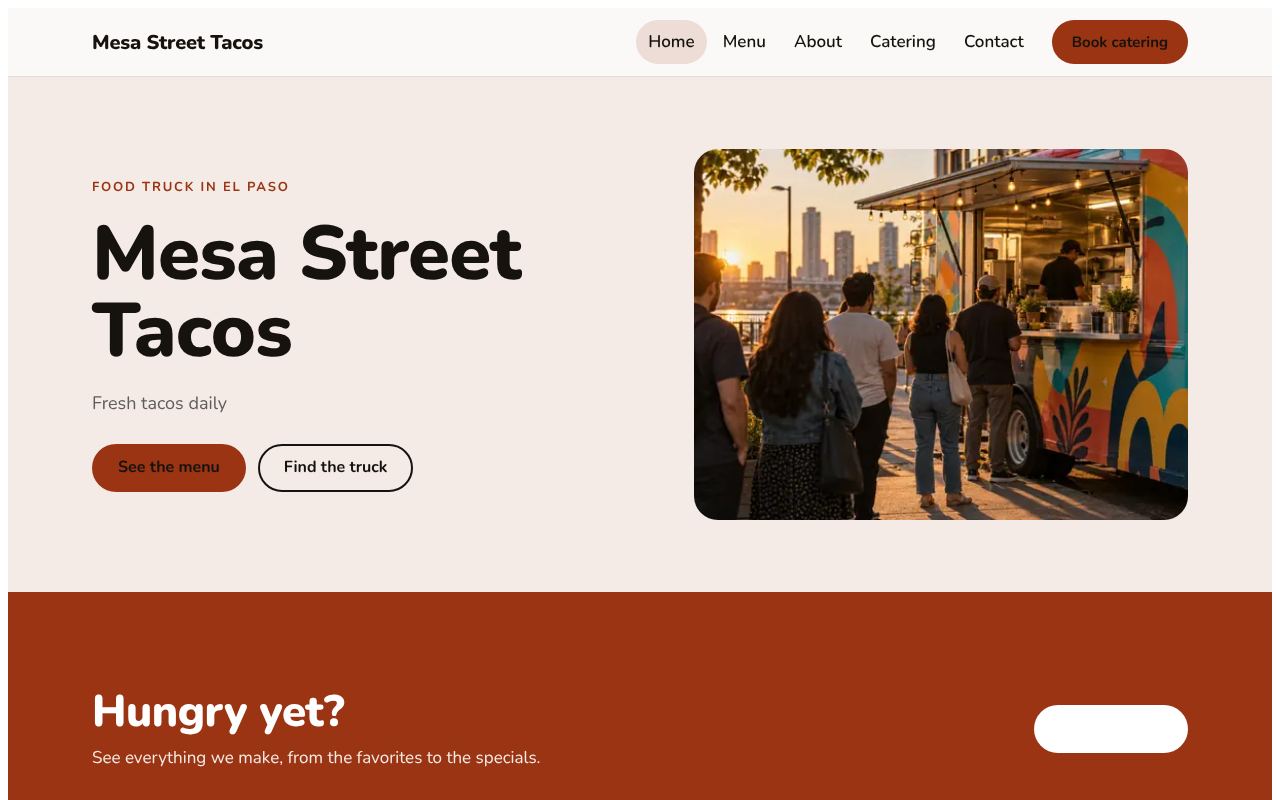 Mesa Street Tacos
Home
Menu
About
Catering
Contact
Book catering
FOOD TRUCK IN EL PASO
Mesa Street
Tacos
Fresh tacos daily
See the menu
Find the truck
Hungry yet?
See everything we make, from the favorites to the specials.